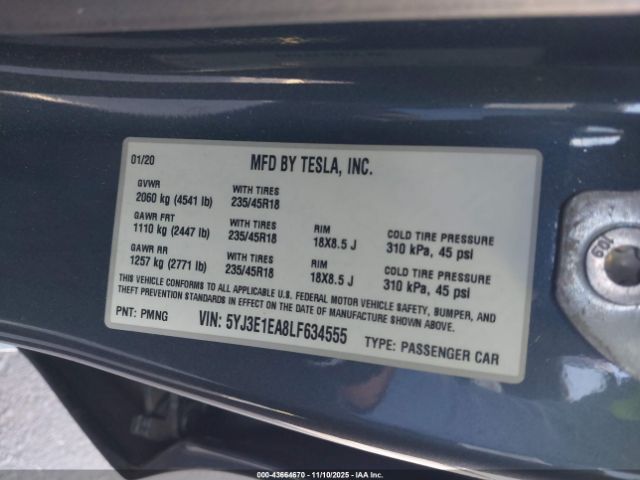 01/20 MFD BY TESLA, INC.
GVWR
2060 kg (4541 lb) WITH TIRES 235/45R18
GAWR FRT
1110 kg (2447 lb) WITH TIRES 235/45R18 RIM 18X8.5 J COLD TIRE PRESSURE 310 kPa, 45 psi
GAWR RR
1257 kg (2771 lb) WITH TIRES 235/45R18 RIM 18X8.5 J COLD TIRE PRESSURE 310 kPa, 45 psi
THIS VEHICLE CONFORMS TO ALL APPLICABLE U.S. FEDERAL MOTOR VEHICLE SAFETY, BUMPER, AND
THEFT PREVENTION STANDARDS IN EFFECT ON THE DATE OF MANUFACTURE SHOWN ABOVE.
PNT: PMNG VIN: 5YJ3E1EA8LF634555 TYPE: PASSENGER CAR
000-43664670 - 11/10/2025 - IAA Inc.